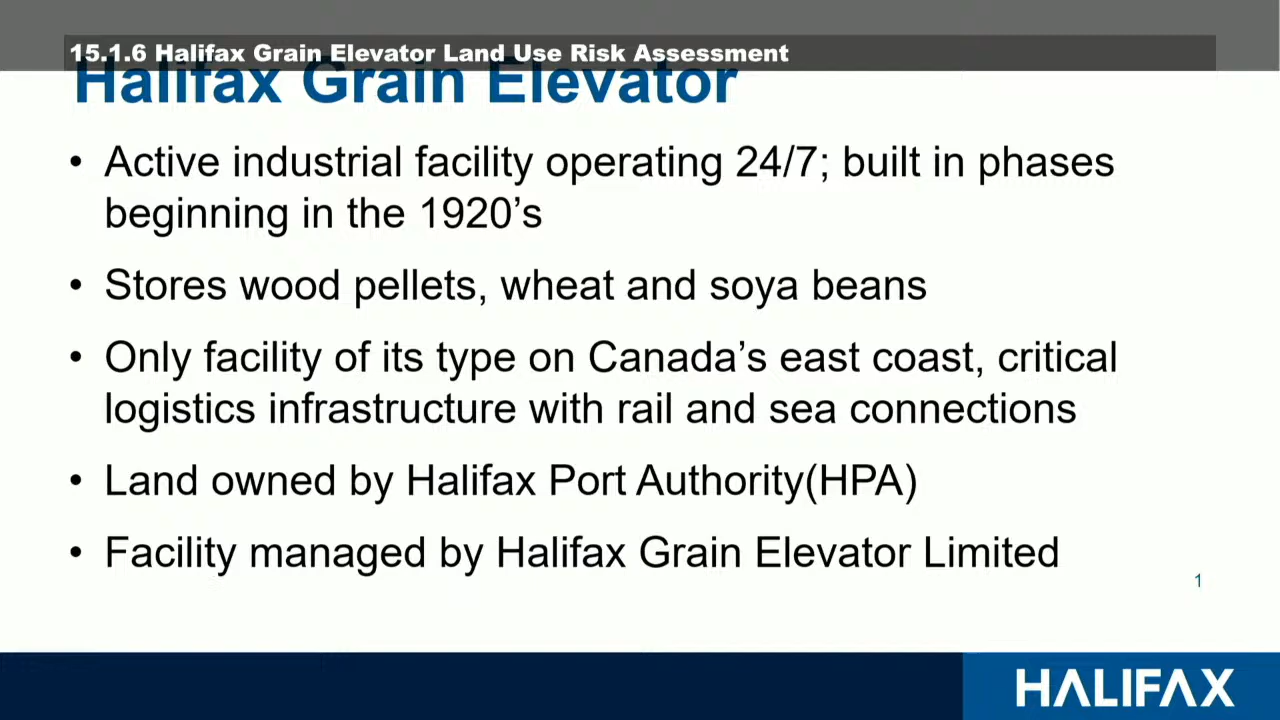 15.1.6 Halifax Grain Elevator Land Use Risk Assessment
Halifax Grain Elevator
• Active industrial facility operating 24/7; built in phases
beginning in the 1920’s
• Stores wood pellets, wheat and soya beans
• Only facility of its type on Canada’s east coast, critical
logistics infrastructure with rail and sea connections
• Land owned by Halifax Port Authority(HPA)
• Facility managed by Halifax Grain Elevator Limited
1
HALIFAX